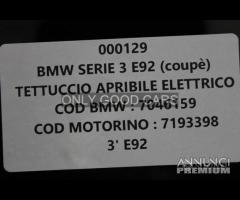 000129
BMW SERIE 3 E92 (coupè)
TETTUCCIO APRIBILE ELETTRICO
ONLY GOOD CARS
COD BMW : 7046159
COD MOTORINO : 7193398
3' E92
ANNUNCI
PREMIUM